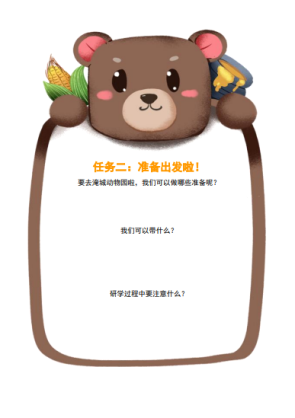 任务二：准备出发啦！
要去淹城动物园啦，我们可以做哪些准备呢？
我们可以带什么？
研学过程中要注意什么？